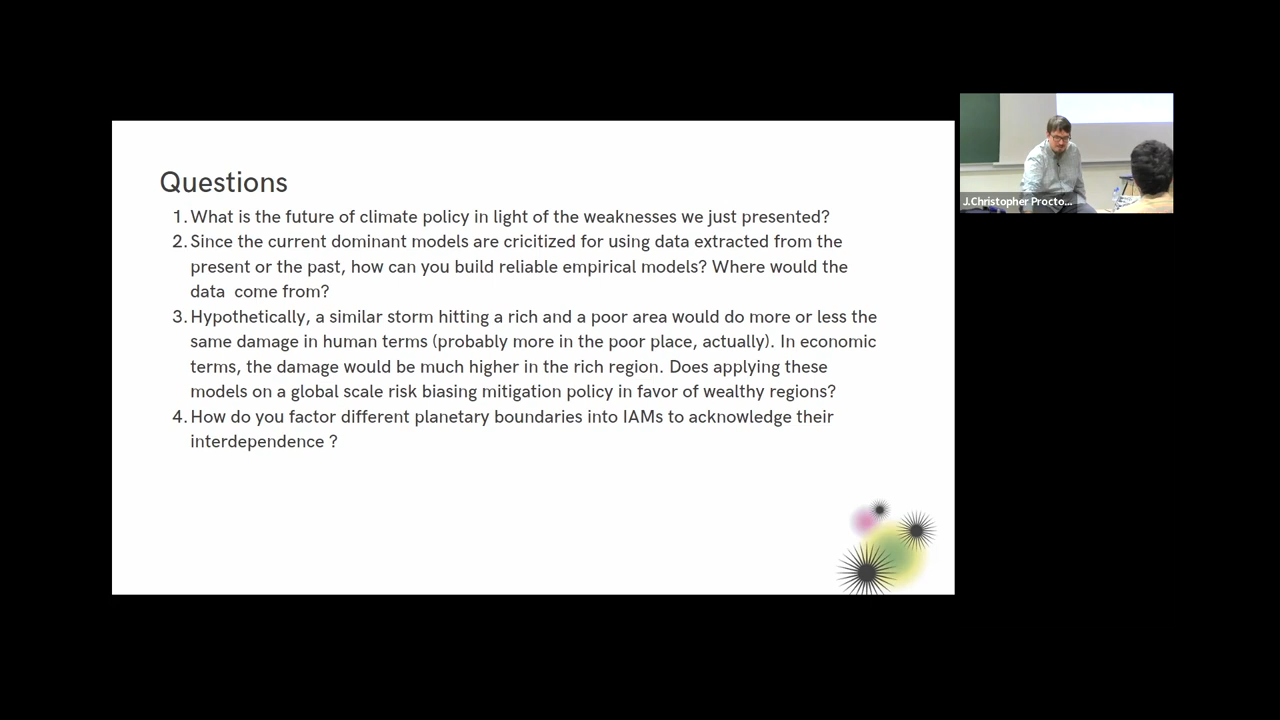 Questions
1. What is the future of climate policy in light of the weaknesses we just presented?
2. Since the current dominant models are cricitized for using data extracted from the
present or the past, how can you build reliable empirical models? Where would the
data come from?
3. Hypothetically, a similar storm hitting a rich and a poor area would do more or less the
same damage in human terms (probably more in the poor place, actually). In economic
terms, the damage would be much higher in the rich region. Does applying these
models on a global scale risk biasing mitigation policy in favor of wealthy regions?
4. How do you factor different planetary boundaries into IAMs to acknowledge their
interdependence ?
J.Christopher Procto...